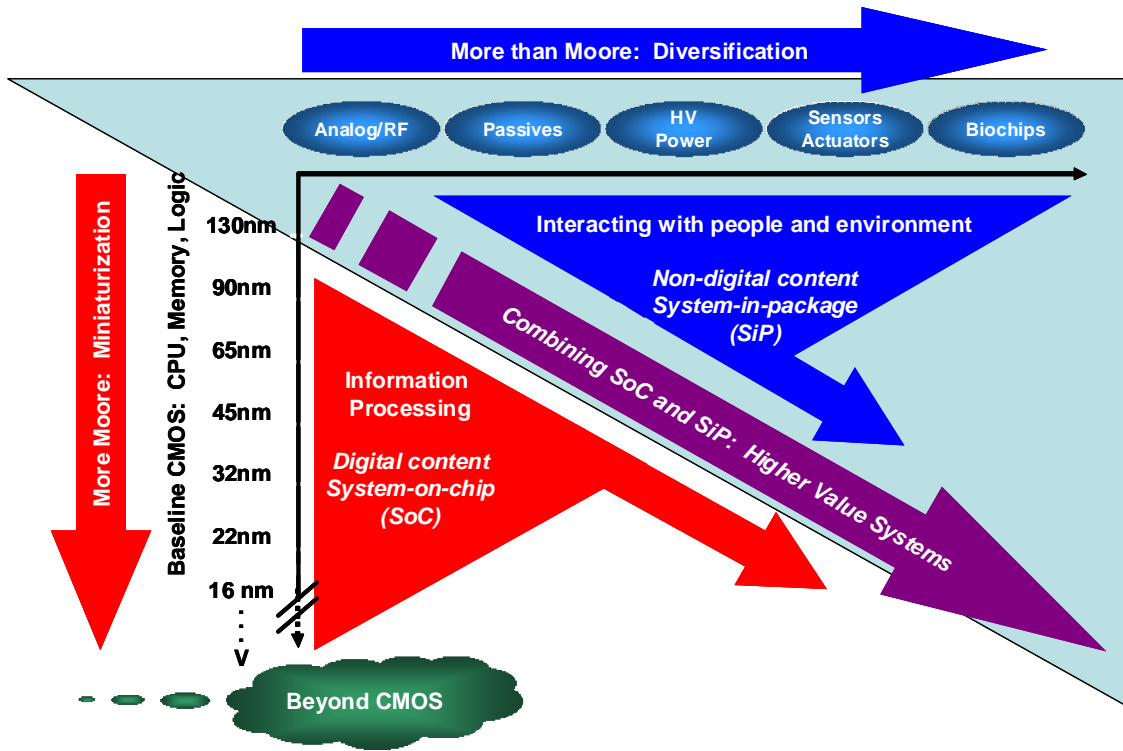 More than Moore:  Diversification
Analog/RF
Passives
HV
Power
Sensors
Actuators
Biochips
More Moore:  Miniaturization
Baseline CMOS:  CPU, Memory, Logic
130nm
90nm
65nm
45nm
32nm
22nm
16 nm
V
Interacting with people and environment
Non-digital content
System-in-package
(SiP)
Combining SoC and SiP:  Higher Value Systems
Information
Processing
Digital content
System-on-chip
(SoC)
Beyond CMOS